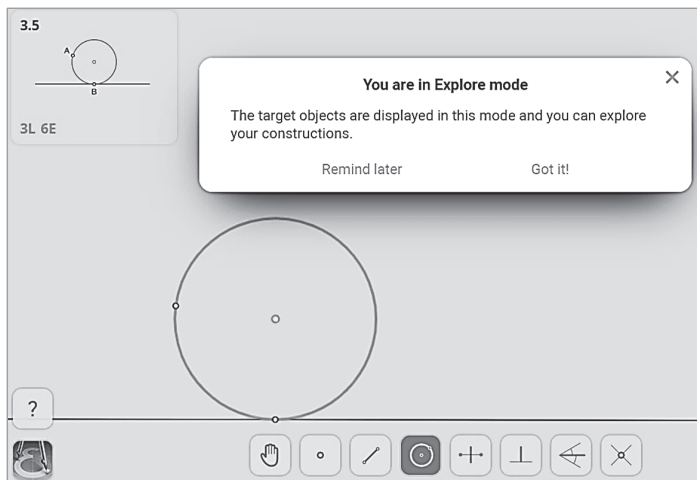 3.5
A
B
3L 6E
You are in Explore mode
The target objects are displayed in this mode and you can explore
your constructions.
Remind later
Got it!
?